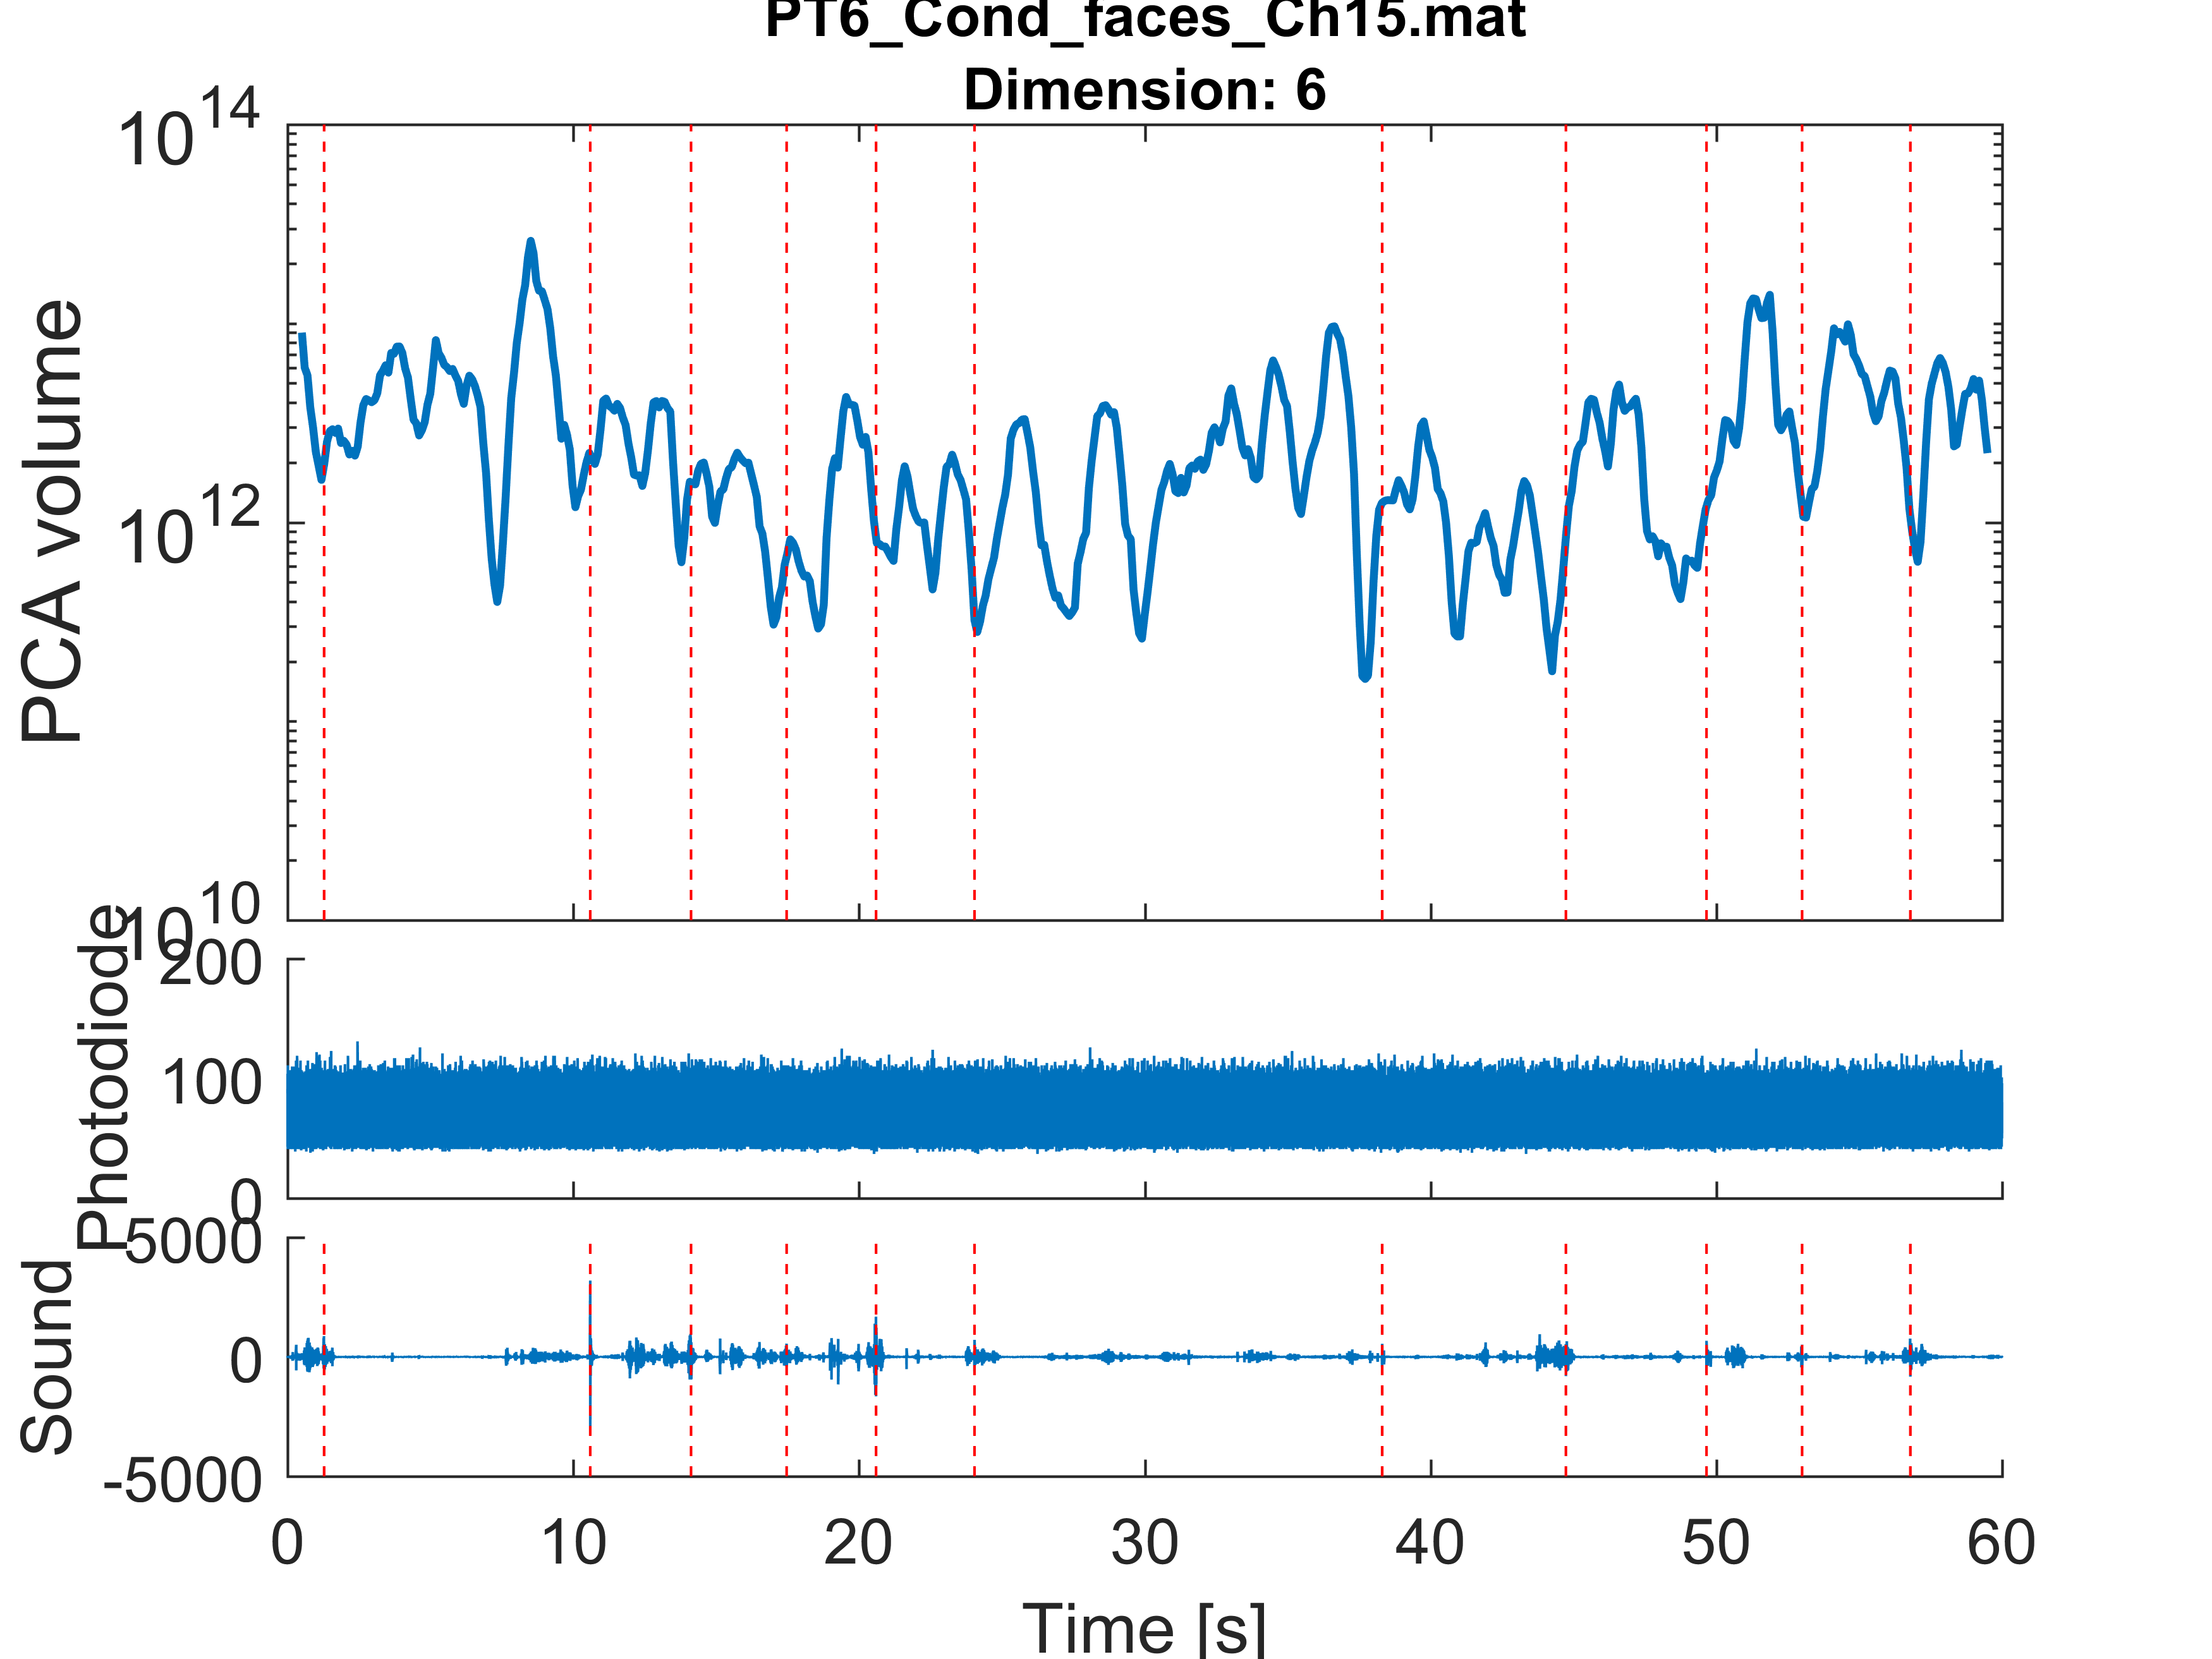 PT6_Cond_faces_Ch15.mat
Dimension: 6
PCA volume
10^14
10^12
10^10
Photodiode
200
100
0
Sound
5000
0
-5000
0 10 20 30 40 50 60
Time [s]